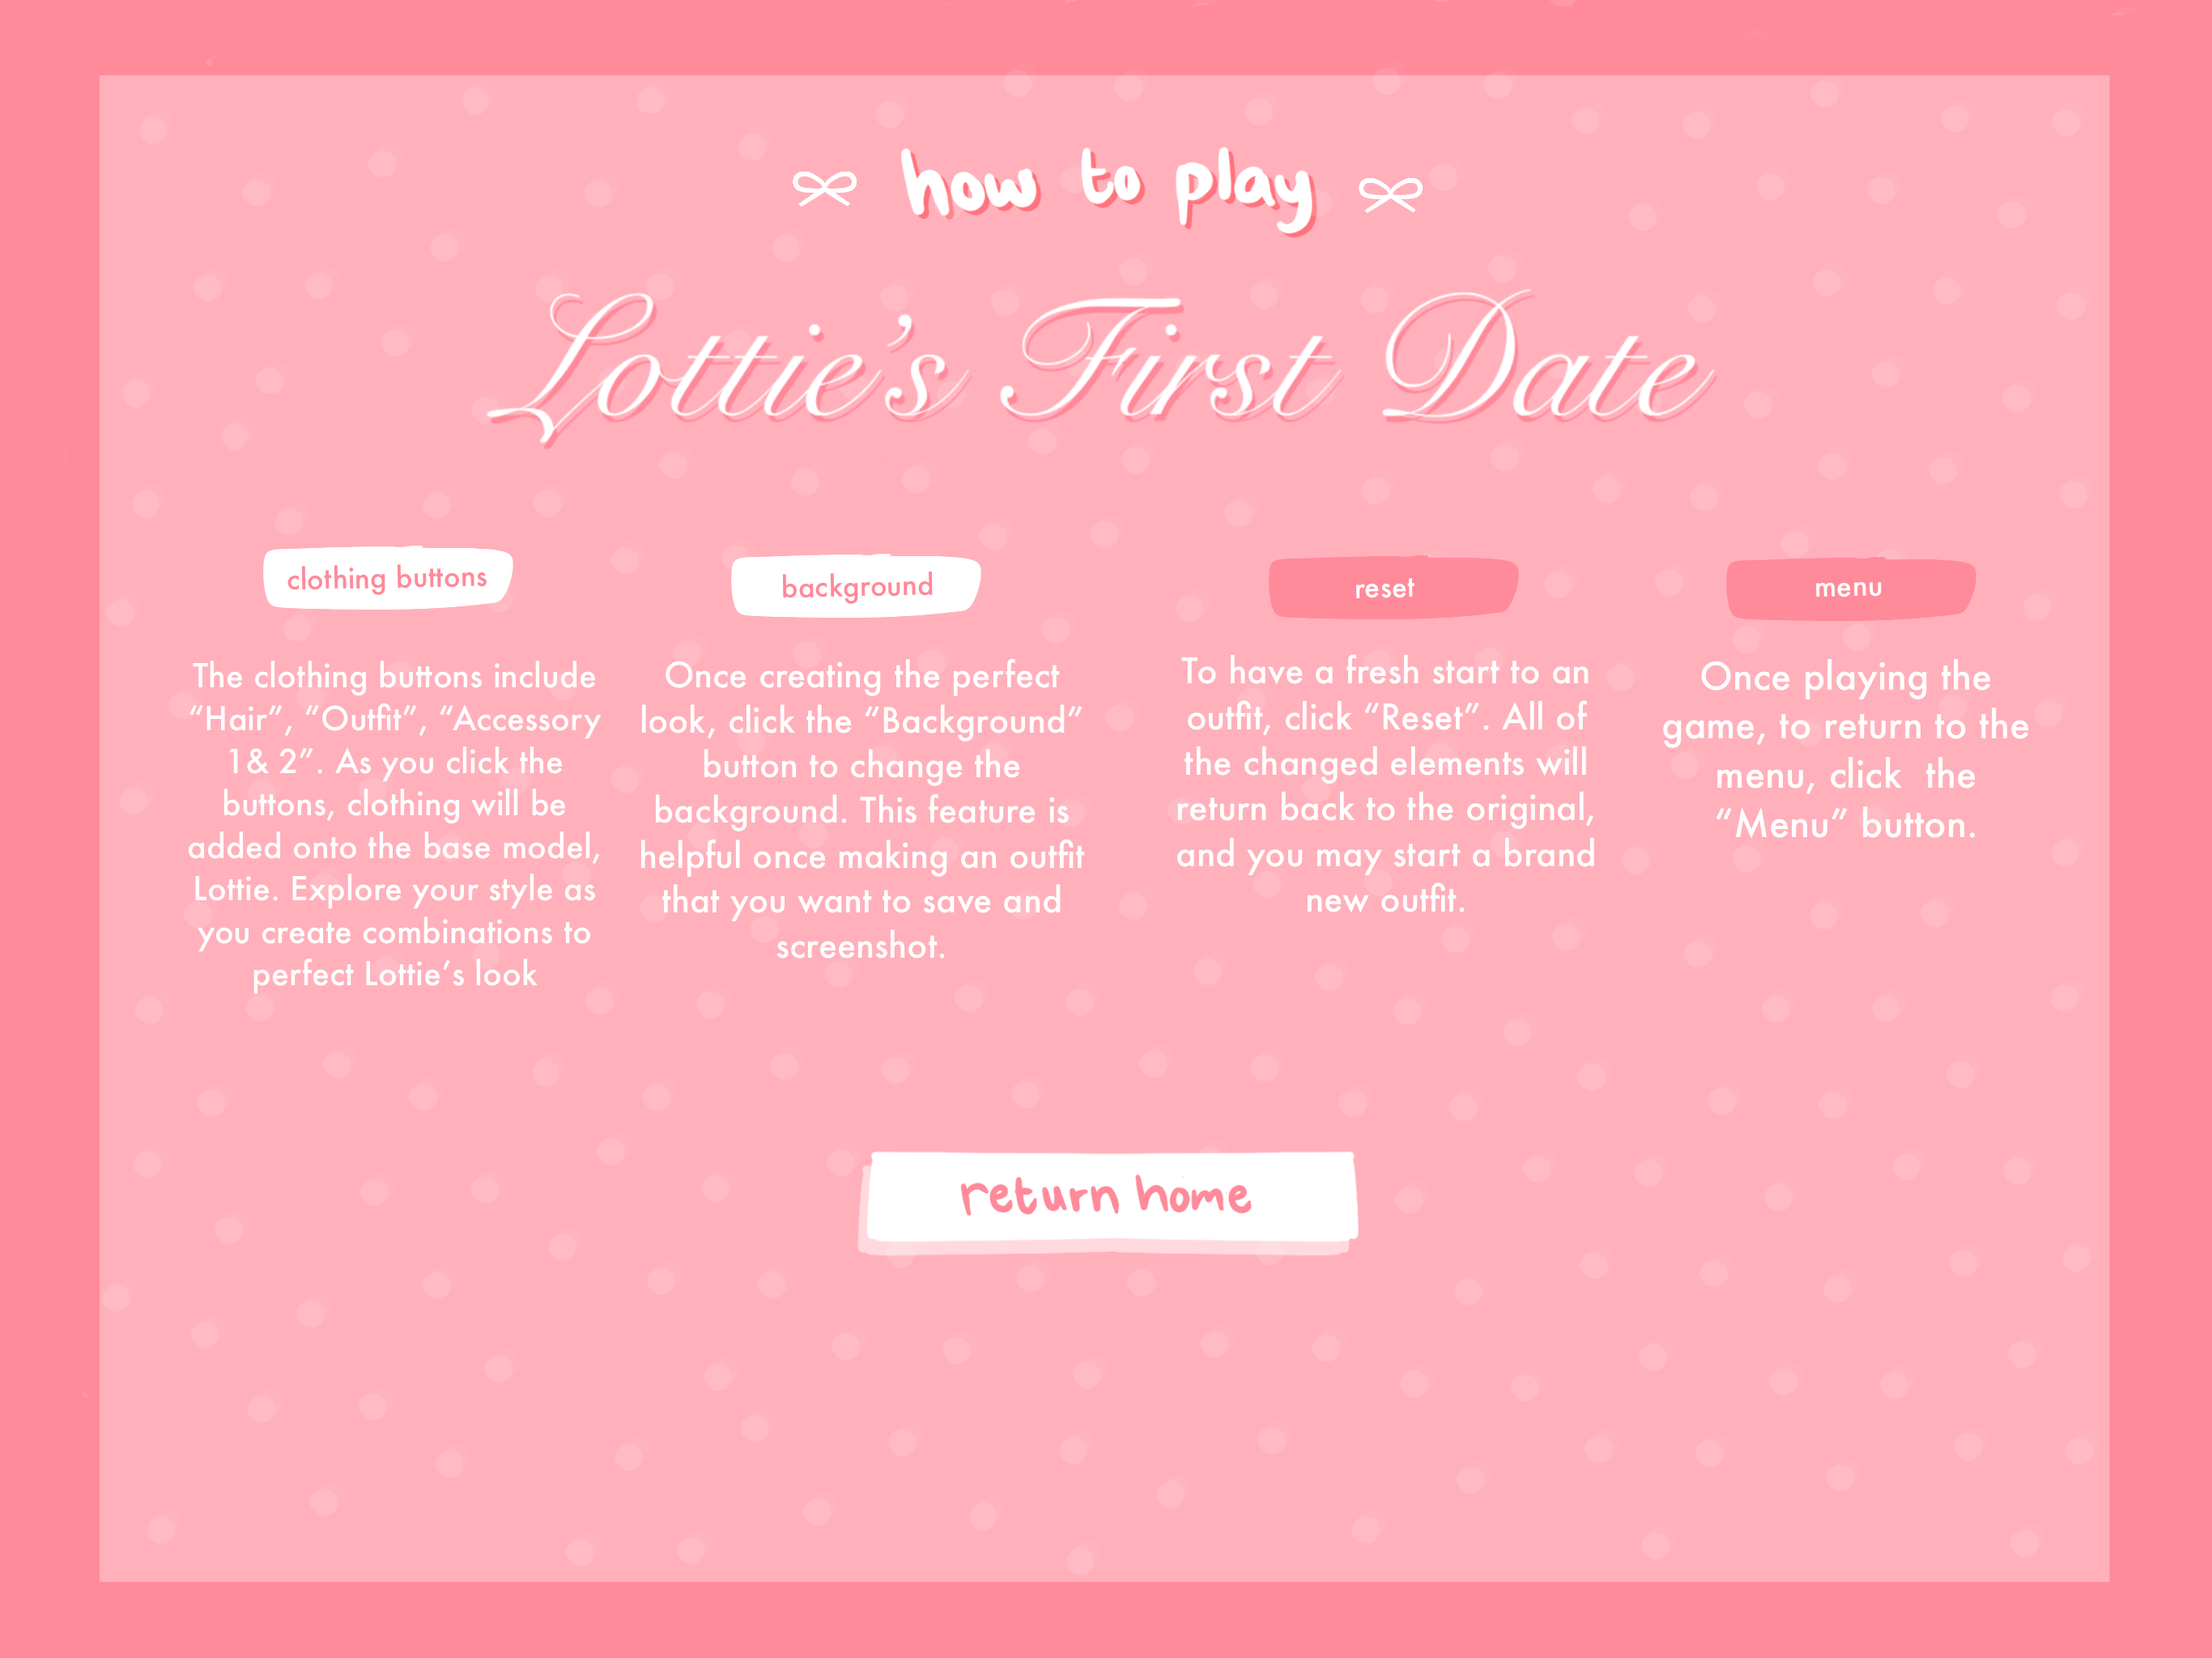 how to play
Lottie’s First Date
clothing buttons
The clothing buttons include
“Hair”, “Outfit”, “Accessory
1& 2”. As you click the
buttons, clothing will be
added onto the base model,
Lottie. Explore your style as
you create combinations to
perfect Lottie’s look
background
Once creating the perfect
look, click the “Background”
button to change the
background. This feature is
helpful once making an outfit
that you want to save and
screenshot.
reset
To have a fresh start to an
outfit, click “Reset”. All of
the changed elements will
return back to the original,
and you may start a brand
new outfit.
menu
Once playing the
game, to return to the
menu, click  the
“Menu” button.
return home